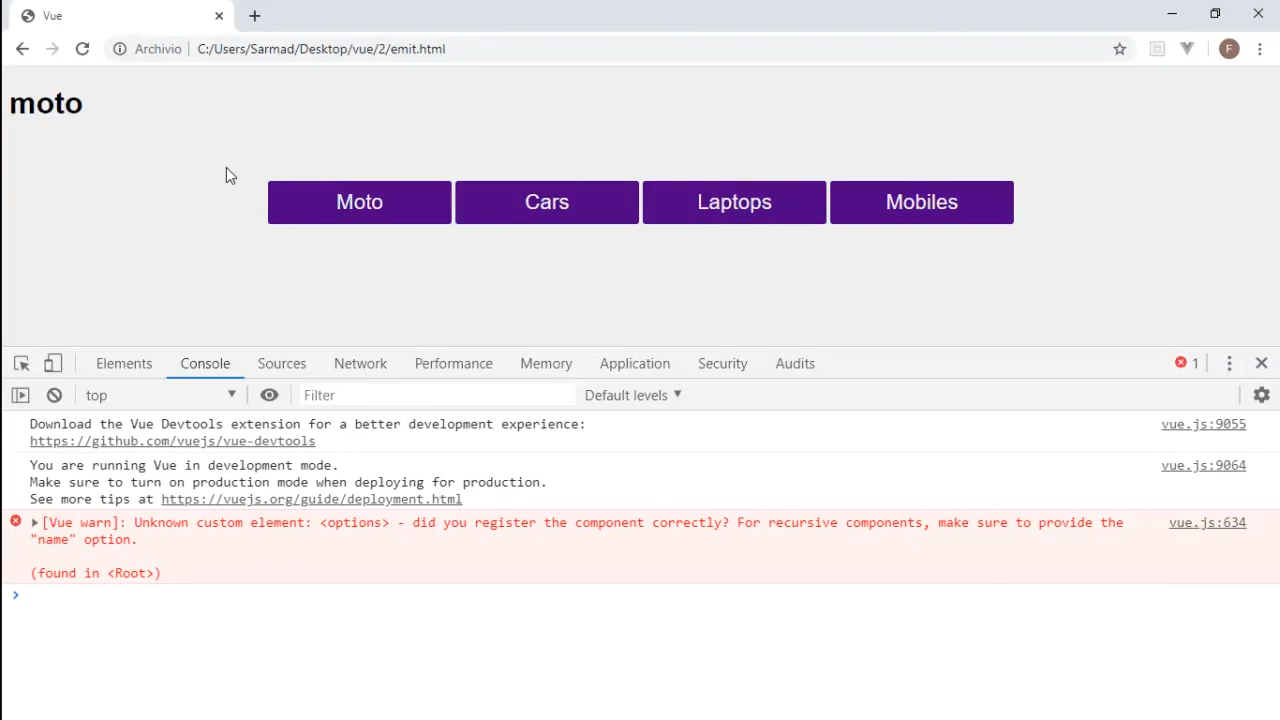 Vue
Archivio
C:/Users/Sarmad/Desktop/vue/2/emit.html
F
moto
Moto
Cars
Laptops
Mobiles
Elements
Console
Sources
Network
Performance
Memory
Application
Security
Audits
1
top
Filter
Default levels
Download the Vue Devtools extension for a better development experience:
vue.js:9055
https://github.com/vuejs/vue-devtools
You are running Vue in development mode.
vue.js:9064
Make sure to turn on production mode when deploying for production.
See more tips at https://vuejs.org/guide/deployment.html
[Vue warn]: Unknown custom element: <options> - did you register the component correctly? For recursive components, make sure to provide the
vue.js:634
"name" option.
(found in <Root>)